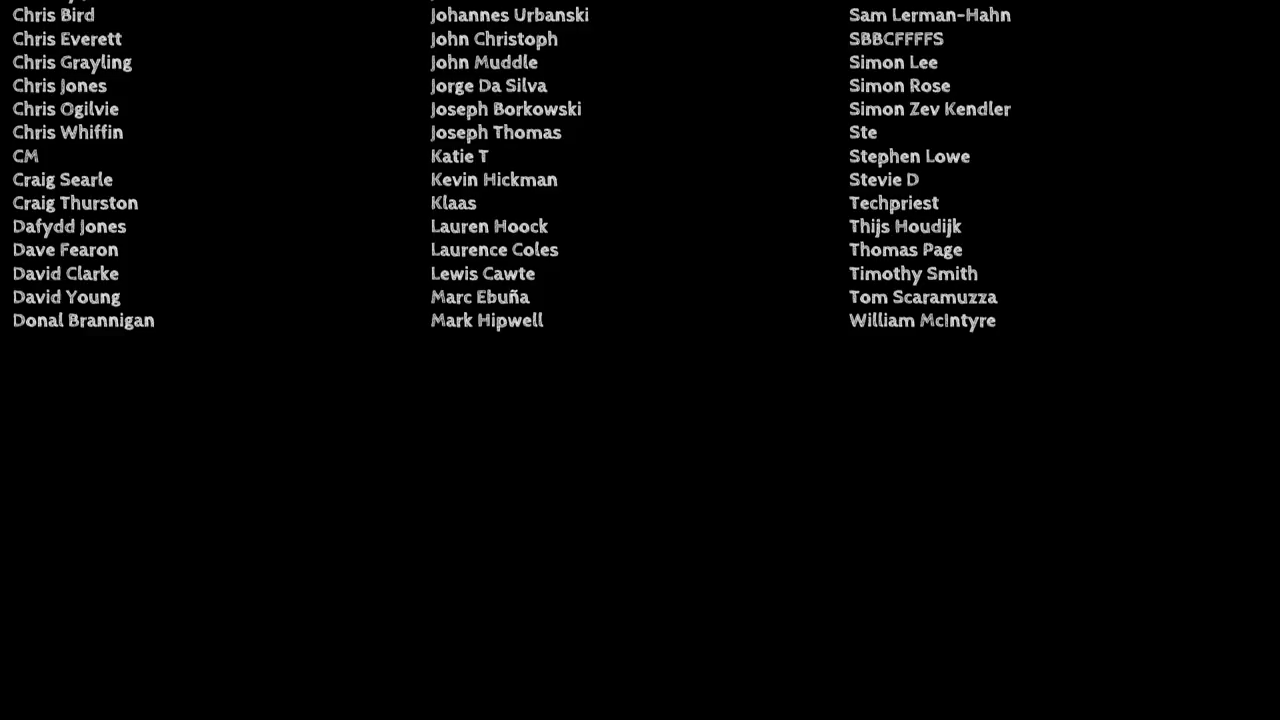 Chris Bird
Chris Everett
Chris Grayling
Chris Jones
Chris Ogilvie
Chris Whiffin
CM
Craig Searle
Craig Thurston
Dafydd Jones
Dave Fearon
David Clarke
David Young
Donal Brannigan
Johannes Urbanski
John Christoph
John Muddle
Jorge Da Silva
Joseph Borkowski
Joseph Thomas
Katie T
Kevin Hickman
Klaas
Lauren Hoock
Laurence Coles
Lewis Cawte
Marc Ebuña
Mark Hipwell
Sam Lerman-Hahn
SBBCFFFFS
Simon Lee
Simon Rose
Simon Zev Kendler
Ste
Stephen Lowe
Stevie D
Techpriest
Thijs Houdijk
Thomas Page
Timothy Smith
Tom Scaramuzza
William McIntyre